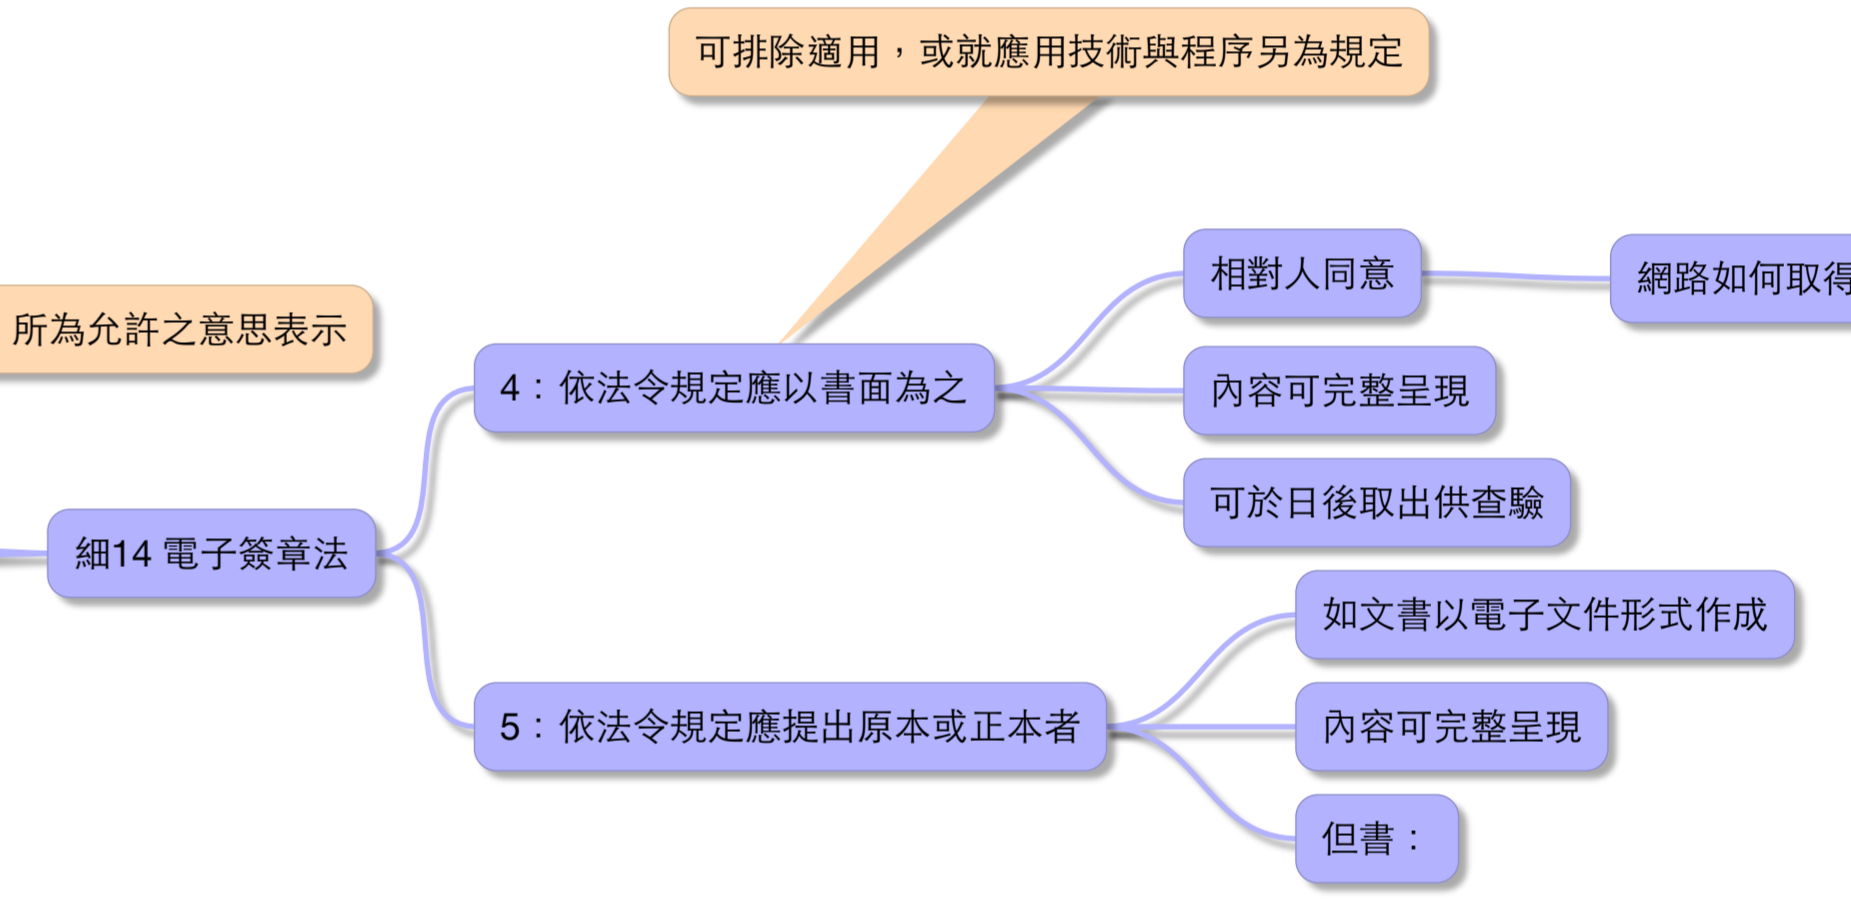 可排除適用，或就應用技術與程序另為規定
相對人同意
網路如何取得
所為允許之意思表示
4：依法令規定應以書面為之
內容可完整呈現
可於日後取出供查驗
細14 電子簽章法
如文書以電子文件形式作成
5：依法令規定應提出原本或正本者
內容可完整呈現
但書：